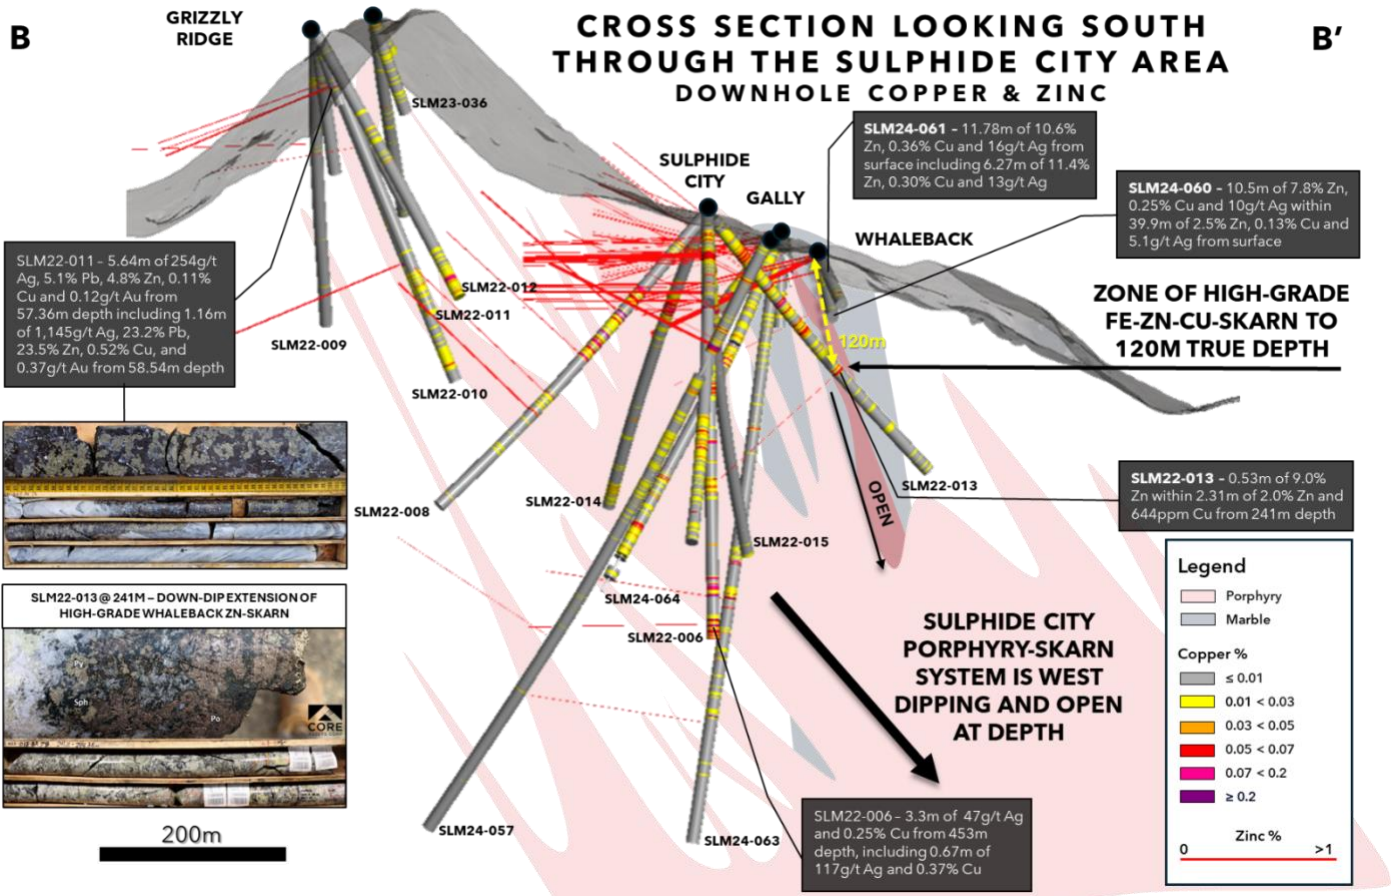 B
GRIZZLY
RIDGE
CROSS SECTION LOOKING SOUTH
THROUGH THE SULPHIDE CITY AREA
DOWNHOLE COPPER & ZINC
B’
SLM23-036
SULPHIDE
CITY
GALLY
WHALEBACK
SLM24-061 – 11.78m of 10.6%
Zn, 0.36% Cu and 16g/t Ag from
surface including 6.27m of 11.4%
Zn, 0.30% Cu and 13g/t Ag
SLM24-060 – 10.5m of 7.8% Zn,
0.25% Cu and 10g/t Ag within
39.9m of 2.5% Zn, 0.13% Cu and
5.1g/t Ag from surface
SLM22-011 – 5.64m of 254g/t
Ag, 5.1% Pb, 4.8% Zn, 0.11%
Cu and 0.12g/t Au from
57.36m depth including 1.16m
of 1,145g/t Ag, 23.2% Pb,
23.5% Zn, 0.52% Cu, and
0.37g/t Au from 58.54m depth
SLM22-012
SLM22-011
SLM22-009
SLM22-010
ZONE OF HIGH-GRADE
FE-ZN-CU-SKARN TO
120M TRUE DEPTH
120m
SLM22-008
SLM22-014
SLM22-015
SLM22-013
OPEN
SLM22-013 – 0.53m of 9.0%
Zn within 2.31m of 2.0% Zn and
644ppm Cu from 241m depth
SLM24-064
SLM22-006
SLM22-013 @ 241M – DOWN-DIP EXTENSION OF
HIGH-GRADE WHALEBACK ZN-SKARN
Py
Sph
Po
CORE
SULPHIDE CITY
PORPHYRY-SKARN
SYSTEM IS WEST
DIPPING AND OPEN
AT DEPTH
SLM24-057
SLM24-063
SLM22-006 – 3.3m of 47g/t Ag
and 0.25% Cu from 453m
depth, including 0.67m of
117g/t Ag and 0.37% Cu
200m
Legend
Porphyry
Marble
Copper %
≤ 0.01
0.01 < 0.03
0.03 < 0.05
0.05 < 0.07
0.07 < 0.2
≥ 0.2
Zinc %
0 >1